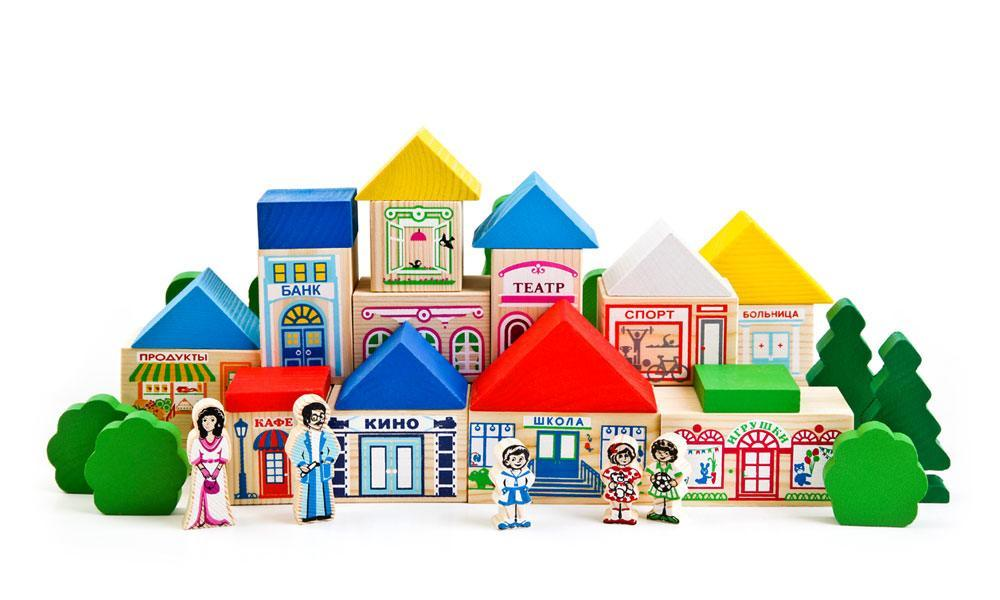 БАНК
ТЕАТР
СПОРТ
БОЛЬНИЦА
ПРОДУКТЫ
КАФЕ
КИНО
ШКОЛА
ИГРУШКИ